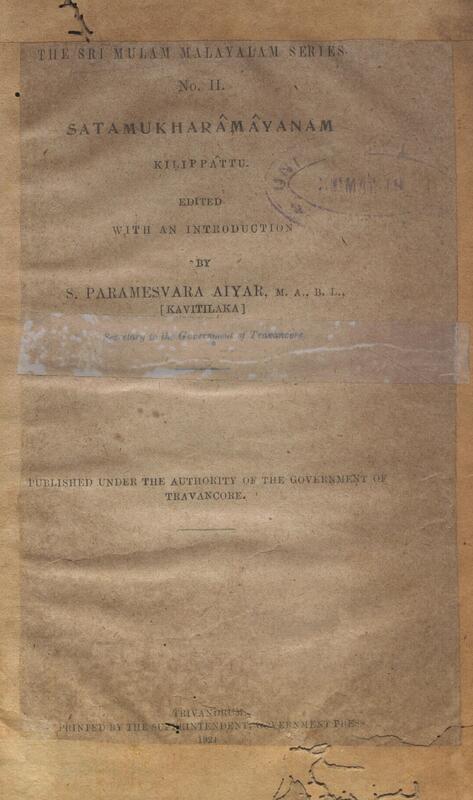 THE SRI MULAM MALAYALAM SERIES.
No. II.
SATAMUKHARÂMÂYANAM
KILIPPÂTTU.
EDITED
WITH AN INTRODUCTION
BY
S. PARAMESVARA AIYAR, M. A., B. L.,
[KAVITILAKA]
Secretary to the Government of Travancore.
PUBLISHED UNDER THE AUTHORITY OF THE GOVERNMENT OF
TRAVANCORE.
TRIVANDRUM:
PRINTED BY THE SUPERINTENDENT, GOVERNMENT PRESS